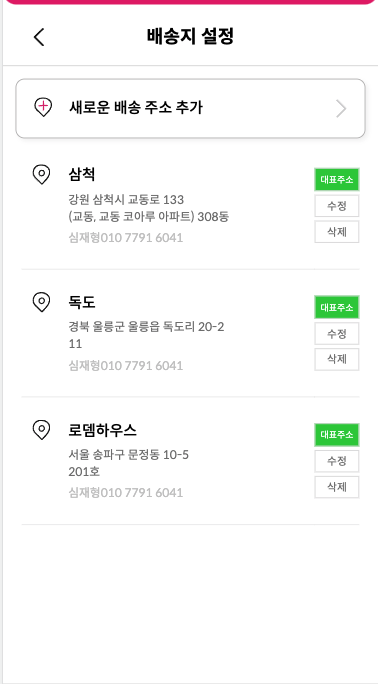 배송지 설정
새로운 배송 주소 추가
삼척
대표주소
강원 삼척시 교동로 133
수정
(교동, 교동 코아루 아파트) 308동
심재형010 7791 6041
삭제
독도
대표주소
경북 울릉군 울릉읍 독도리 20-2
수정
11
심재형010 7791 6041
삭제
로뎀하우스
대표주소
서울 송파구 문정동 10-5
수정
201호
심재형010 7791 6041
삭제